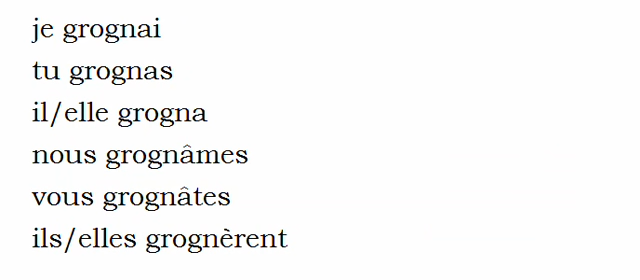 je grognai
tu grognas
il/elle grogna
nous grognâmes
vous grognâtes
ils/elles grognèrent